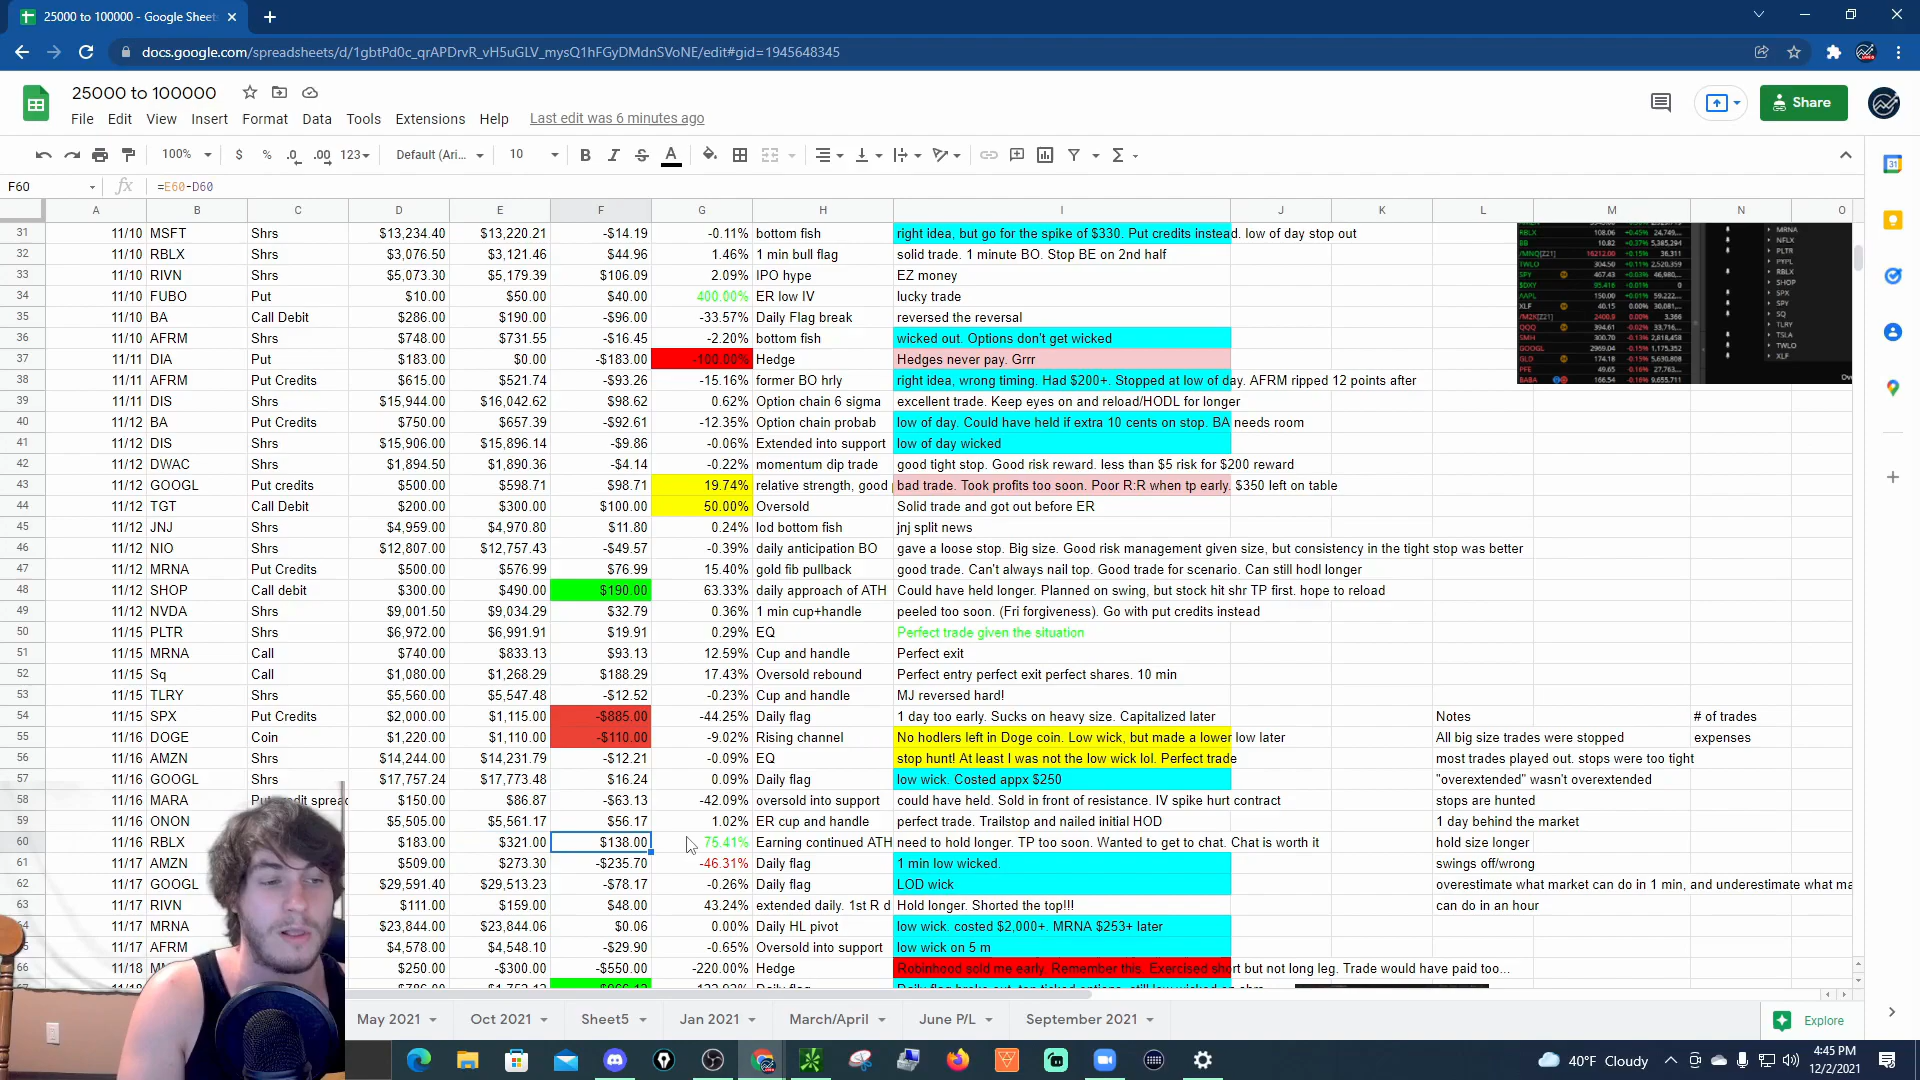 25000 to 100000 - Google Sheets
docs.google.com/spreadsheets/d/1gbtPd0c_qrAPDrvR_vH5uGLV_mysQ1hFGyDMdnSVoNE/edit#gid=1945648345
25000 to 100000
Share
File Edit View Insert Format Data Tools Extensions Help Last edit was 6 minutes ago
100% $ % .0 .00 123 Default (Ari... 10 B I S A
F60 fx =E60-D60
A B C D E F G H I J K L M N O
31 11/10 MSFT Shrs $13,234.40 $13,220.21 -$14.19 -0.11% bottom fish right idea, but go for the spike of $330. Put credits instead. low of day stop out
32 11/10 RBLX Shrs $3,076.50 $3,121.46 $44.96 1.46% 1 min bull flag solid trade. 1 minute BO. Stop BE on 2nd half
33 11/10 RIVN Shrs $5,073.30 $5,179.39 $106.09 2.09% IPO hype EZ money
34 11/10 FUBO Put $10.00 $50.00 $40.00 400.00% ER low IV lucky trade
35 11/10 BA Call Debit $286.00 $190.00 -$96.00 -33.57% Daily Flag break reversed the reversal
36 11/10 AFRM Shrs $748.00 $731.55 -$16.45 -2.20% bottom fish wicked out. Options don't get wicked
37 11/11 DIA Put $183.00 $0.00 -$183.00 -100.00% Hedge Hedges never pay. Grrr
38 11/11 AFRM Put Credits $615.00 $521.74 -$93.26 -15.16% former BO hrly right idea, wrong timing. Had $200+. Stopped at low of day. AFRM ripped 12 points after
39 11/11 DIS Shrs $15,944.00 $16,042.62 $98.62 0.62% Option chain 6 sigma excellent trade. Keep eyes on and reload/HODL for longer
40 11/12 BA Put Credits $750.00 $657.39 -$92.61 -12.35% Option chain probab low of day. Could have held if extra 10 cents on stop. BA needs room
41 11/12 DIS Shrs $15,906.00 $15,896.14 -$9.86 -0.06% Extended into support low of day wicked
42 11/12 DWAC Shrs $1,894.50 $1,890.36 -$4.14 -0.22% momentum dip trade good tight stop. Good risk reward. less than $5 risk for $200 reward
43 11/12 GOOGL Put credits $500.00 $598.71 $98.71 19.74% relative strength, good bad trade. Took profits too soon. Poor R:R when tp early. $350 left on table
44 11/12 TGT Call Debit $200.00 $300.00 $100.00 50.00% Oversold Solid trade and got out before ER
45 11/12 JNJ Shrs $4,959.00 $4,970.80 $11.80 0.24% lod bottom fish jnj split news
46 11/12 NIO Shrs $12,807.00 $12,757.43 -$49.57 -0.39% daily anticipation BO gave a loose stop. Big size. Good risk management given size, but consistency in the tight stop was better
47 11/12 MRNA Put Credits $500.00 $576.99 $76.99 15.40% gold fib pullback good trade. Can't always nail top. Good trade for scenario. Can still hodl longer
48 11/12 SHOP Call debit $300.00 $490.00 $190.00 63.33% daily approach of ATH Could have held longer. Planned on swing, but stock hit shr TP first. hope to reload
49 11/12 NVDA Shrs $9,001.50 $9,034.29 $32.79 0.36% 1 min cup+handle peeled too soon. (Fri forgiveness). Go with put credits instead
50 11/15 PLTR Shrs $6,972.00 $6,991.91 $19.91 0.29% EQ Perfect trade given the situation
51 11/15 MRNA Call $740.00 $833.13 $93.13 12.59% Cup and handle Perfect exit
52 11/15 Sq Call $1,080.00 $1,268.29 $188.29 17.43% Oversold rebound Perfect entry perfect exit perfect shares. 10 min
53 11/15 TLRY Shrs $5,560.00 $5,547.48 -$12.52 -0.23% Cup and handle MJ reversed hard!
54 11/15 SPX Put Credits $2,000.00 $1,115.00 -$885.00 -44.25% Daily flag 1 day too early. Sucks on heavy size. Capitalized later Notes # of trades
55 11/16 DOGE Coin $1,220.00 $1,110.00 -$110.00 -9.02% Rising channel No hodlers left in Doge coin. Low wick, but made a lower low later All big size trades were stopped expenses
56 11/16 AMZN Shrs $14,244.00 $14,231.79 -$12.21 -0.09% EQ stop hunt! At least I was not the low wick lol. Perfect trade most trades played out. stops were too tight
57 11/16 GOOGL Shrs $17,757.24 $17,773.48 $16.24 0.09% Daily flag low wick. Costed appx $250 "overextended" wasn't overextended
58 11/16 MARA Put credit spread $150.00 $86.87 -$63.13 -42.09% oversold into support could have held. Sold in front of resistance. IV spike hurt contract stops are hunted
59 11/16 ONON $5,505.00 $5,561.17 $56.17 1.02% ER cup and handle perfect trade. Trailstop and nailed initial HOD 1 day behind the market
60 11/16 RBLX $183.00 $321.00 $138.00 75.41% Earning continued ATH need to hold longer. TP too soon. Wanted to get to chat. Chat is worth it hold size longer
61 11/17 AMZN $509.00 $273.30 -$235.70 -46.31% Daily flag 1 min low wicked. swings off/wrong
62 11/17 GOOGL $29,591.40 $29,513.23 -$78.17 -0.26% Daily flag LOD wick overestimate what market can do in 1 min, and underestimate what ma
63 11/17 RIVN $111.00 $159.00 $48.00 43.24% extended daily. 1st R d Hold longer. Shorted the top!!! can do in an hour
64 11/17 MRNA $23,844.00 $23,844.06 $0.06 0.00% Daily HL pivot low wick. costed $2,000+. MRNA $253+ later
65 11/17 AFRM $4,578.00 $4,548.10 -$29.90 -0.65% Oversold into support low wick on 5 m
66 11/18 $250.00 -$300.00 -$550.00 -220.00% Hedge Robinhood sold me early. Remember this. Exercised short but not long leg. Trade would have paid too...
May 2021 Oct 2021 Sheet5 Jan 2021 March/April June P/L September 2021 Explore
40°F Cloudy 4:45 PM
12/2/2021